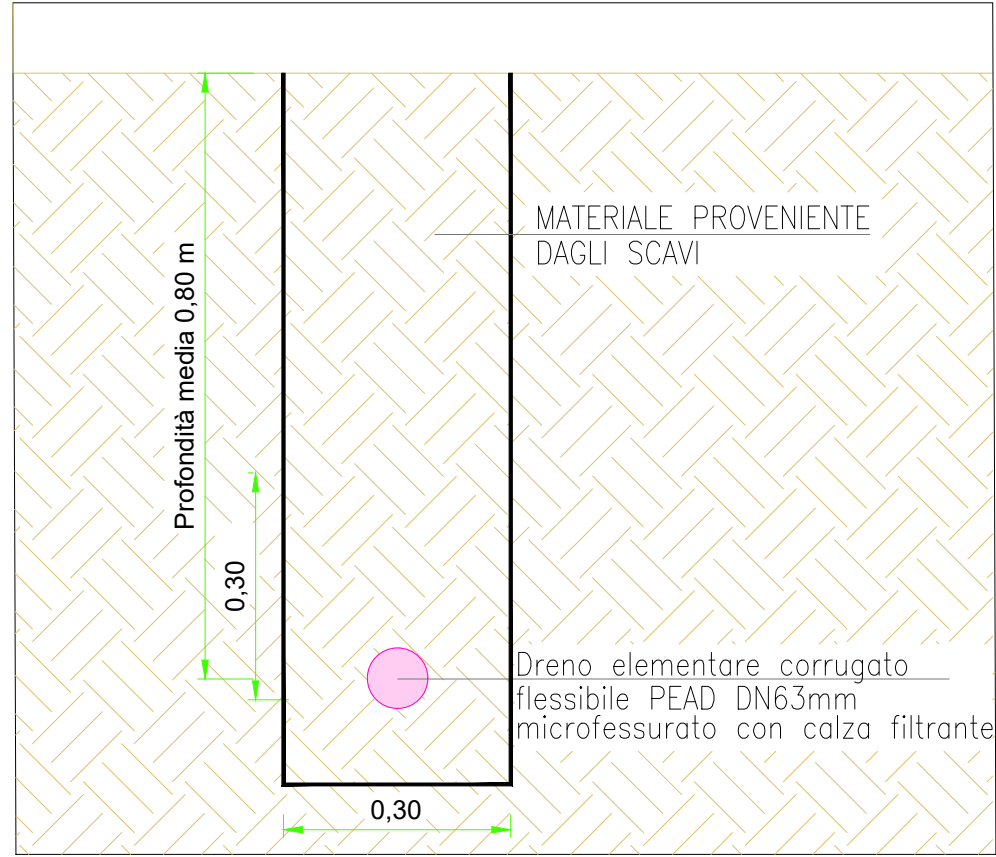 MATERIALE PROVENIENTE
DAGLI SCAVI
Profondità media 0,80 m
0,30
Dreno elementare corrugato
flessibile PEAD DN63mm
microfessurato con calza filtrante
0,30